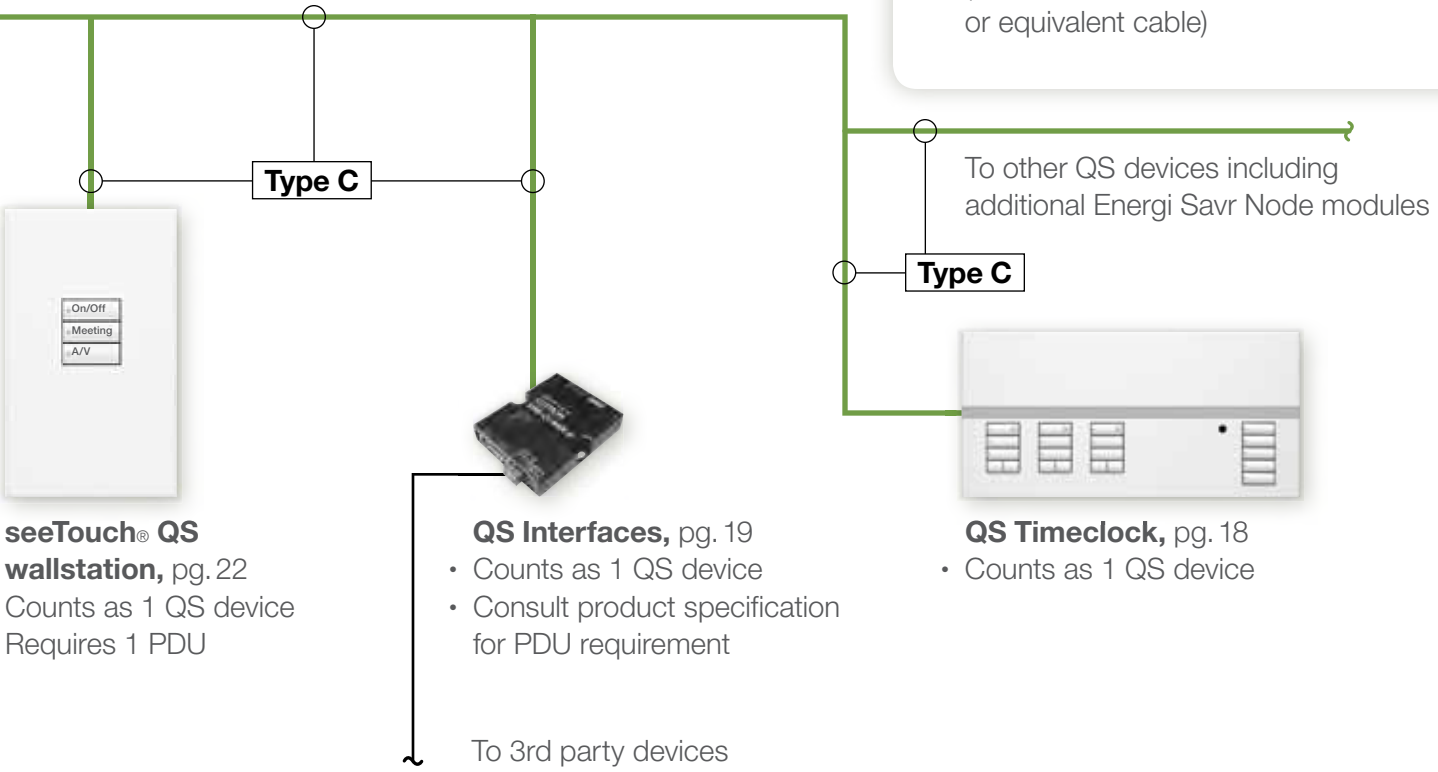 or equivalent cable)
Type C
To other QS devices including
additional Energi Savr Node modules
Type C
On/Off
Meeting
A/V
seeTouch® QS
wallstation, pg. 22
Counts as 1 QS device
Requires 1 PDU
QS Interfaces, pg. 19
• Counts as 1 QS device
• Consult product specification
for PDU requirement
QS Timeclock, pg. 18
• Counts as 1 QS device
To 3rd party devices